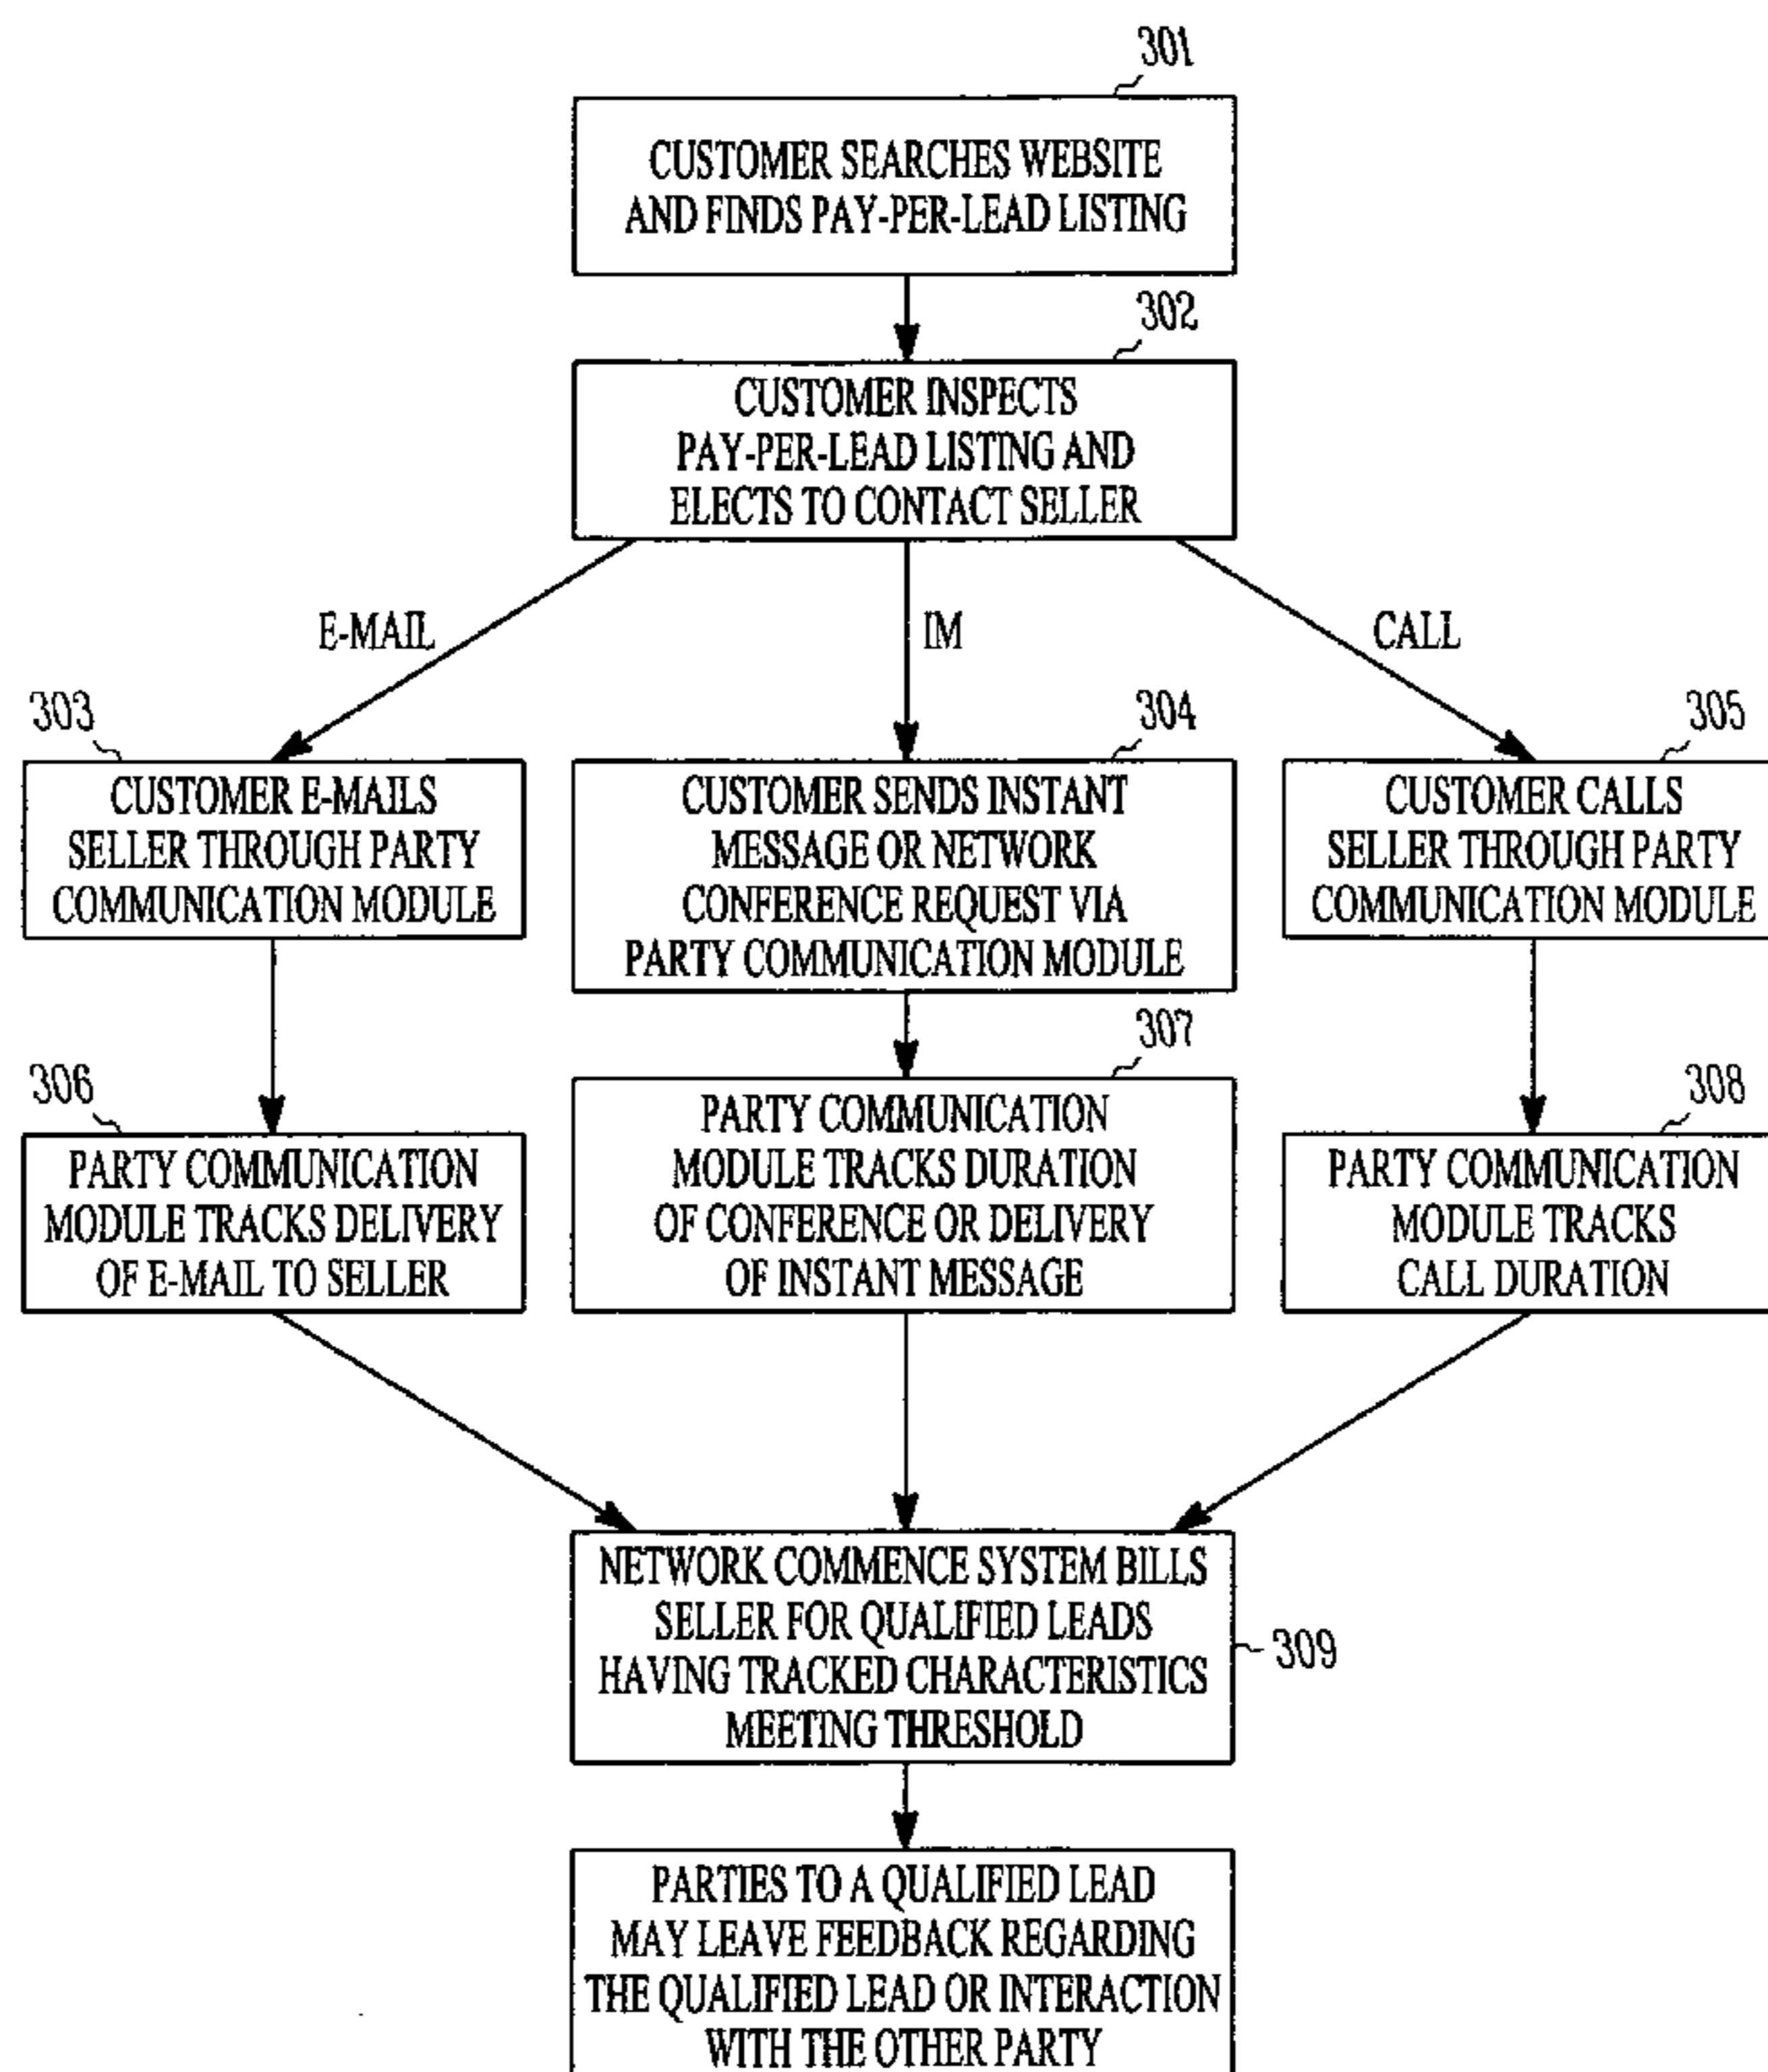 301
CUSTOMER SEARCHES WEBSITE
AND FINDS PAY-PER-LEAD LISTING
302
CUSTOMER INSPECTS
PAY-PER-LEAD LISTING AND
ELECTS TO CONTACT SELLER
E-MAIL
IM
CALL
303
CUSTOMER E-MAILS
SELLER THROUGH PARTY
COMMUNICATION MODULE
304
CUSTOMER SENDS INSTANT
MESSAGE OR NETWORK
CONFERENCE REQUEST VIA
PARTY COMMUNICATION MODULE
305
CUSTOMER CALLS
SELLER THROUGH PARTY
COMMUNICATION MODULE
306
PARTY COMMUNICATION
MODULE TRACKS DELIVERY
OF E-MAIL TO SELLER
307
PARTY COMMUNICATION
MODULE TRACKS DURATION
OF CONFERENCE OR DELIVERY
OF INSTANT MESSAGE
308
PARTY COMMUNICATION
MODULE TRACKS
CALL DURATION
NETWORK COMMENCE SYSTEM BILLS
SELLER FOR QUALIFIED LEADS
HAVING TRACKED CHARACTERISTICS
MEETING THRESHOLD
309
PARTIES TO A QUALIFIED LEAD
MAY LEAVE FEEDBACK REGARDING
THE QUALIFIED LEAD OR INTERACTION
WITH THE OTHER PARTY